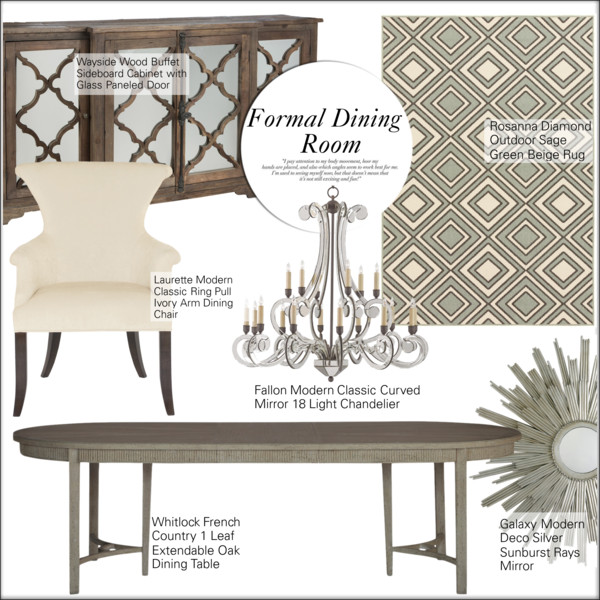 Wayside Wood Buffet
Sideboard Cabinet with
Glass Paneled Door
Formal Dining
Room
"I pay attention to my body movement, how my
hands are placed, and also which angles seem to work best for me.
I'm used to seeing myself now, but that doesn't mean that
it's not still exciting and fun!"
Rosanna Diamond
Outdoor Sage
Green Beige Rug
Laurette Modern
Classic Ring Pull
Ivory Arm Dining
Chair
Fallon Modern Classic Curved
Mirror 18 Light Chandelier
Whitlock French
Country 1 Leaf
Extendable Oak
Dining Table
Galaxy Modern
Deco Silver
Sunburst Rays
Mirror